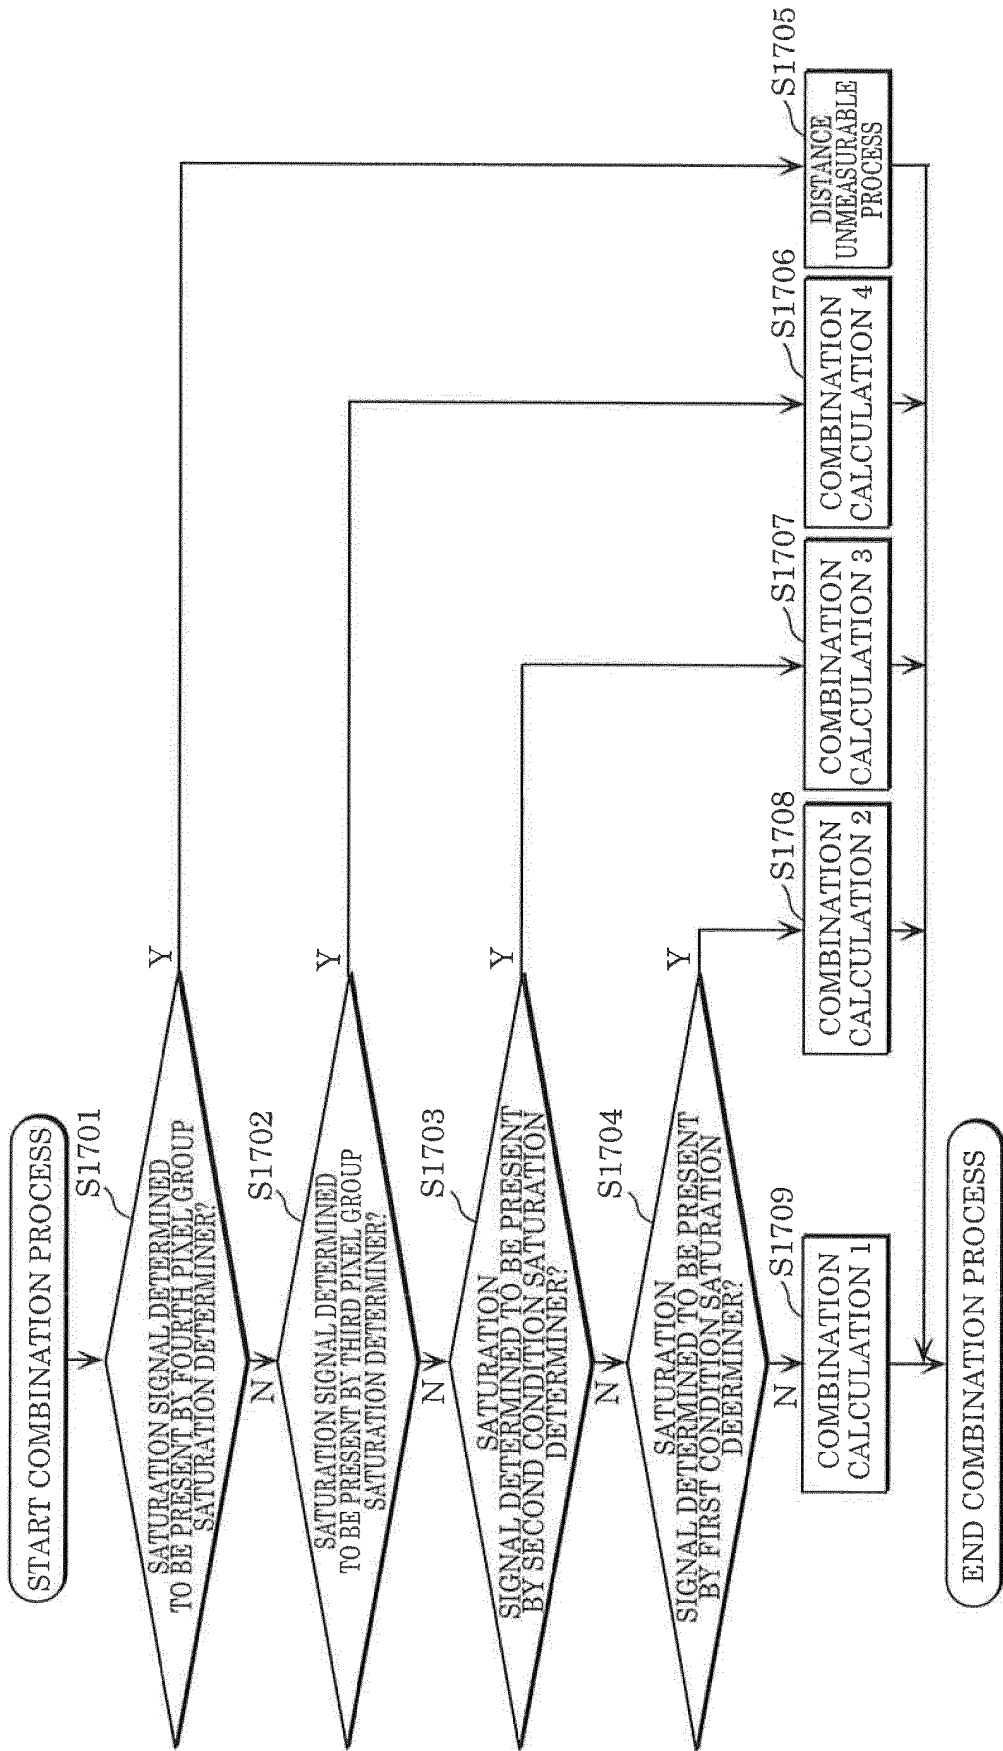 START COMBINATION PROCESS
S1701
SATURATION SIGNAL DETERMINED
TO BE PRESENT BY FOURTH PIXEL GROUP
SATURATION DETERMINER?
Y
N
S1702
SATURATION SIGNAL DETERMINED
TO BE PRESENT BY THIRD PIXEL GROUP
SATURATION DETERMINER?
Y
N
S1703
SATURATION
SIGNAL DETERMINED TO BE PRESENT
BY SECOND CONDITION SATURATION
DETERMINER?
Y
N
S1704
SATURATION
SIGNAL DETERMINED TO BE PRESENT
BY FIRST CONDITION SATURATION
DEERMINER?
Y
N
S1709
COMBINATION
CALCULATION 1
S1708
COMBINATION
CALCULATION 2
S1707
COMBINATION
CALCULATION 3
S1706
COMBINATION
CALCULATION 4
S1705
DISTANCE
UNMEASURABLE
PROCESS
END COMBINATION PROCESS